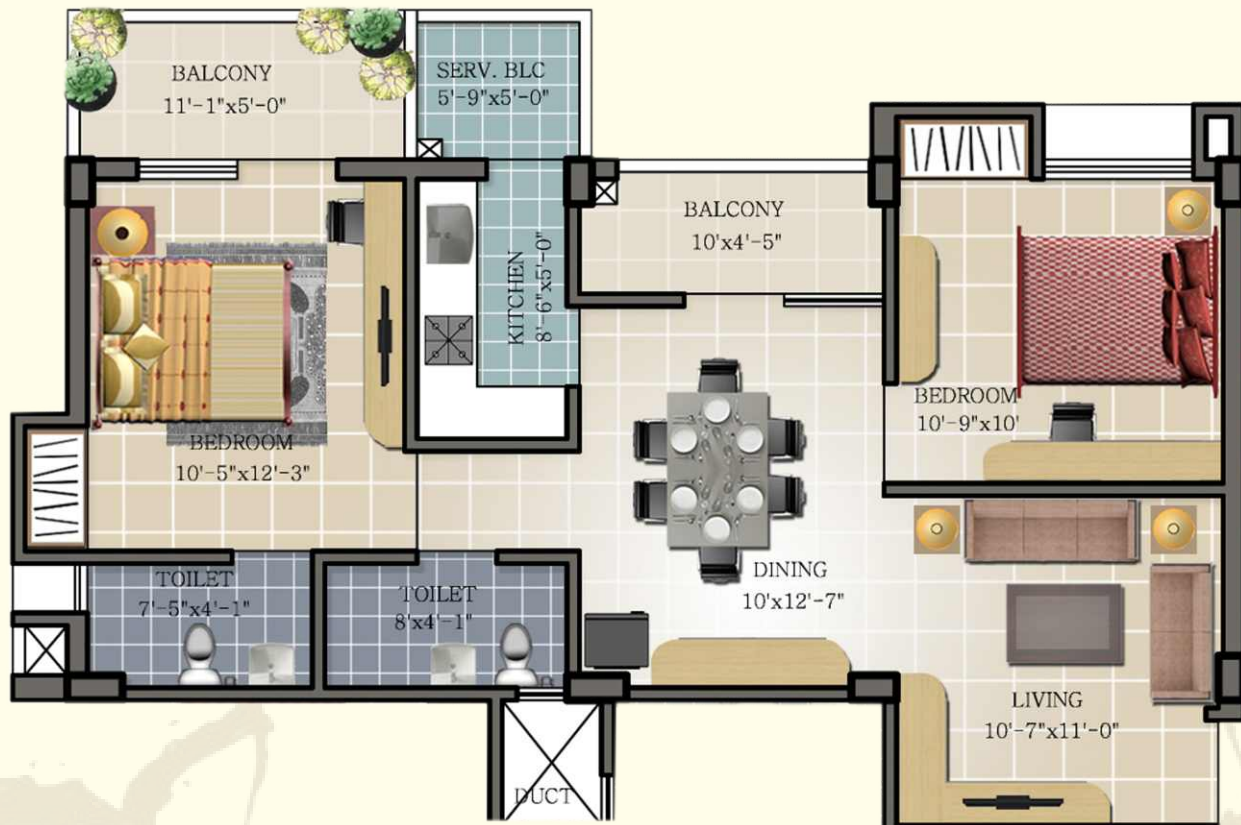 BALCONY
11'-1"x5'-0"
SERV. BLC
5'-9"x5'-0"
BALCONY
10'x4'-5"
KITCHEN
8'-6"x5'-0"
BEDROOM
10'-9"x10'
BEDROOM
10'-5"x12'-3"
TOILET
7'-5"x4'-1"
TOILET
8'x4'-1"
DINING
10'x12'-7"
LIVING
10'-7"x11'-0"
DUCT